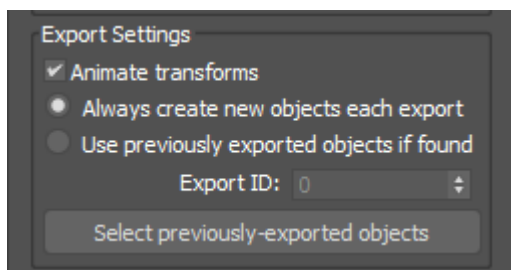 Export Settings
Animate transforms
Always create new objects each export
Use previously exported objects if found
Export ID: 0
Select previously-exported objects